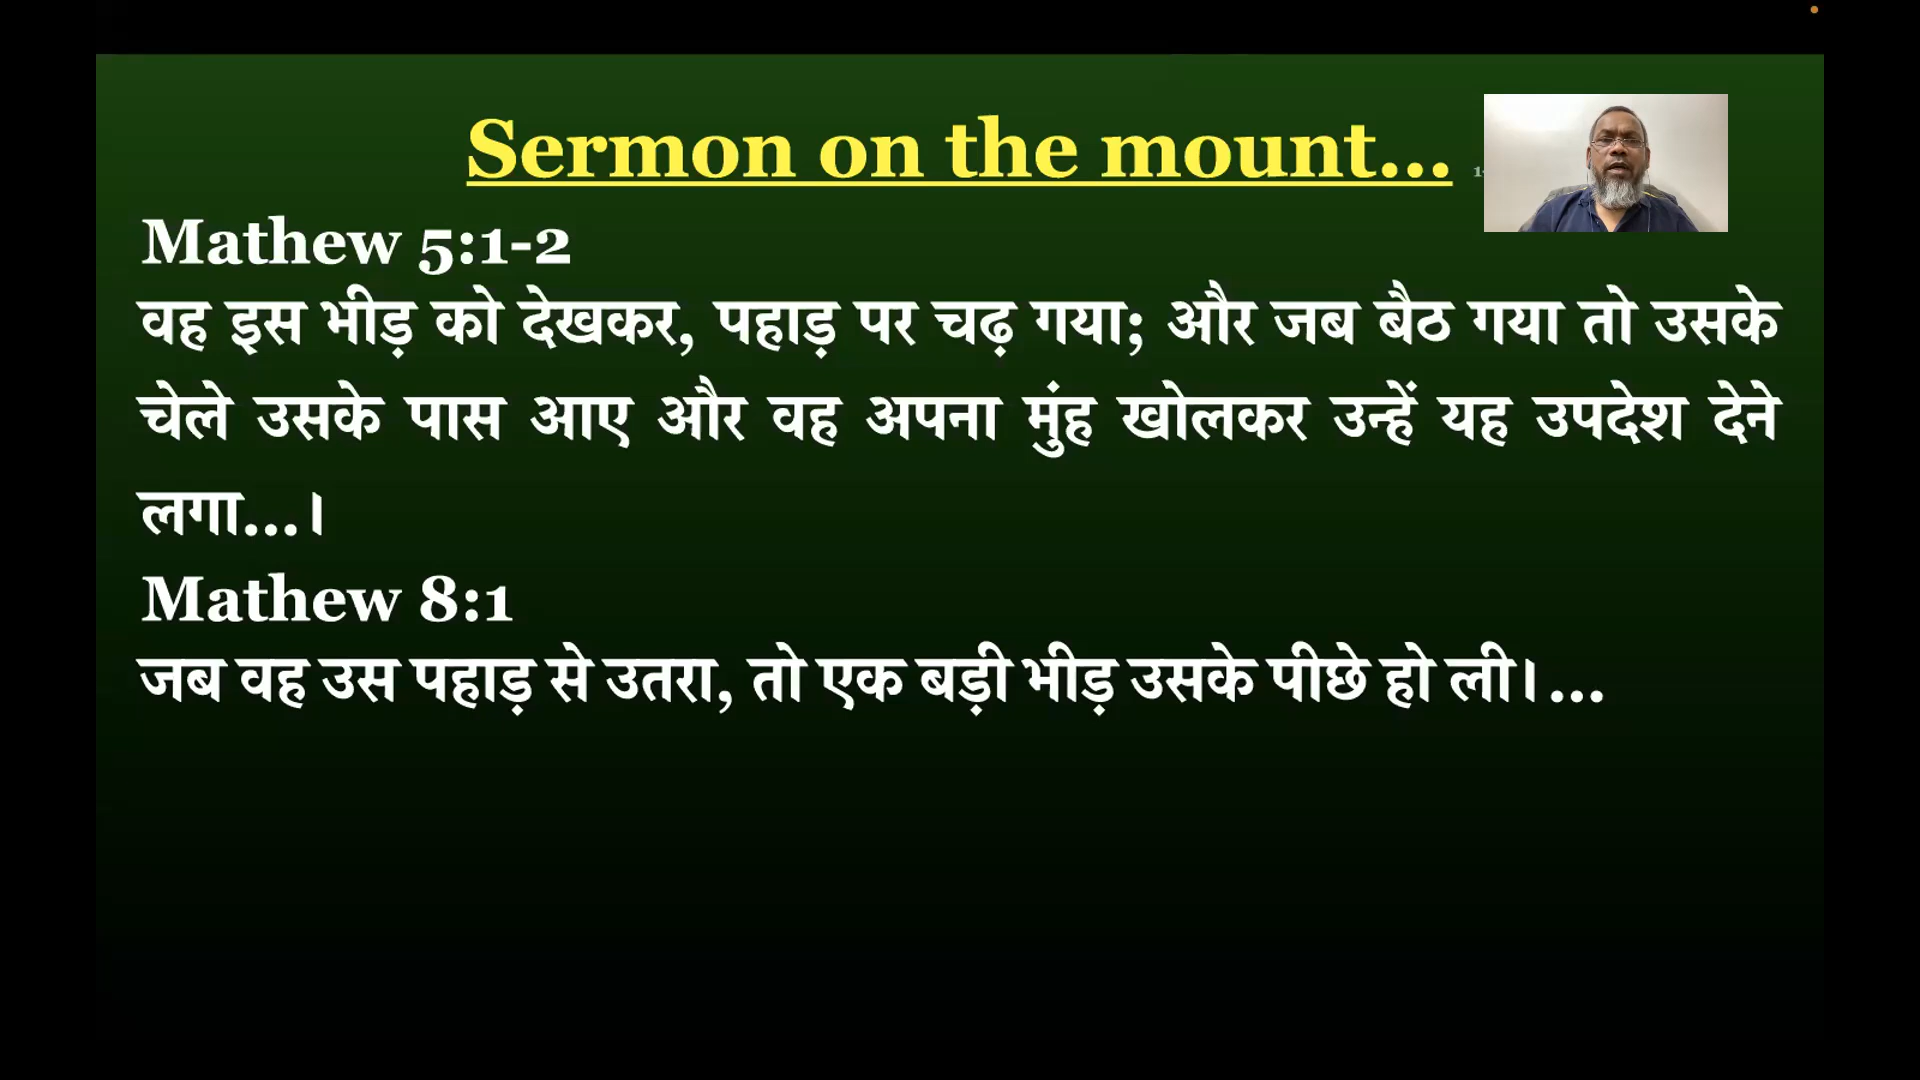 Sermon on the mount...
Mathew 5:1-2
वह इस भीड़ को देखकर, पहाड़ पर चढ़ गया; और जब बैठ गया तो उसके
चेले उसके पास आए और वह अपना मुंह खोलकर उन्हें यह उपदेश देने
लगा...।
Mathew 8:1
जब वह उस पहाड़ से उतरा, तो एक बड़ी भीड़ उसके पीछे हो ली। ...